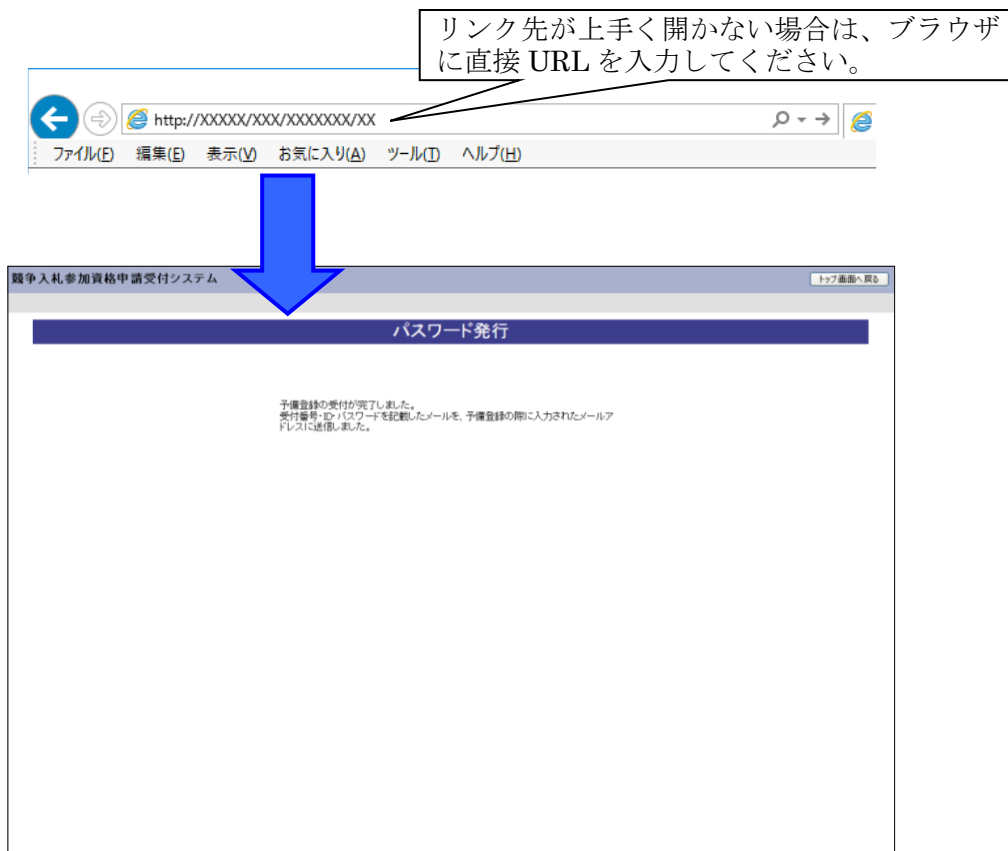 リンク先が上手く開かない場合は、ブラウザ
に直接 URL を入力してください。
http://XXXXX/XXX/XXXXXXX/XX
ファイル(F) 編集(E) 表示(V) お気に入り(A) ツール(T) ヘルプ(H)
競争入札参加資格申請受付システム
トップ画面へ戻る
パスワード発行
予備登録の受付が完了しました。
受付番号・ID・パスワードを記載したメールを、予備登録の際に入力されたメールア
ドレスに送信しました。